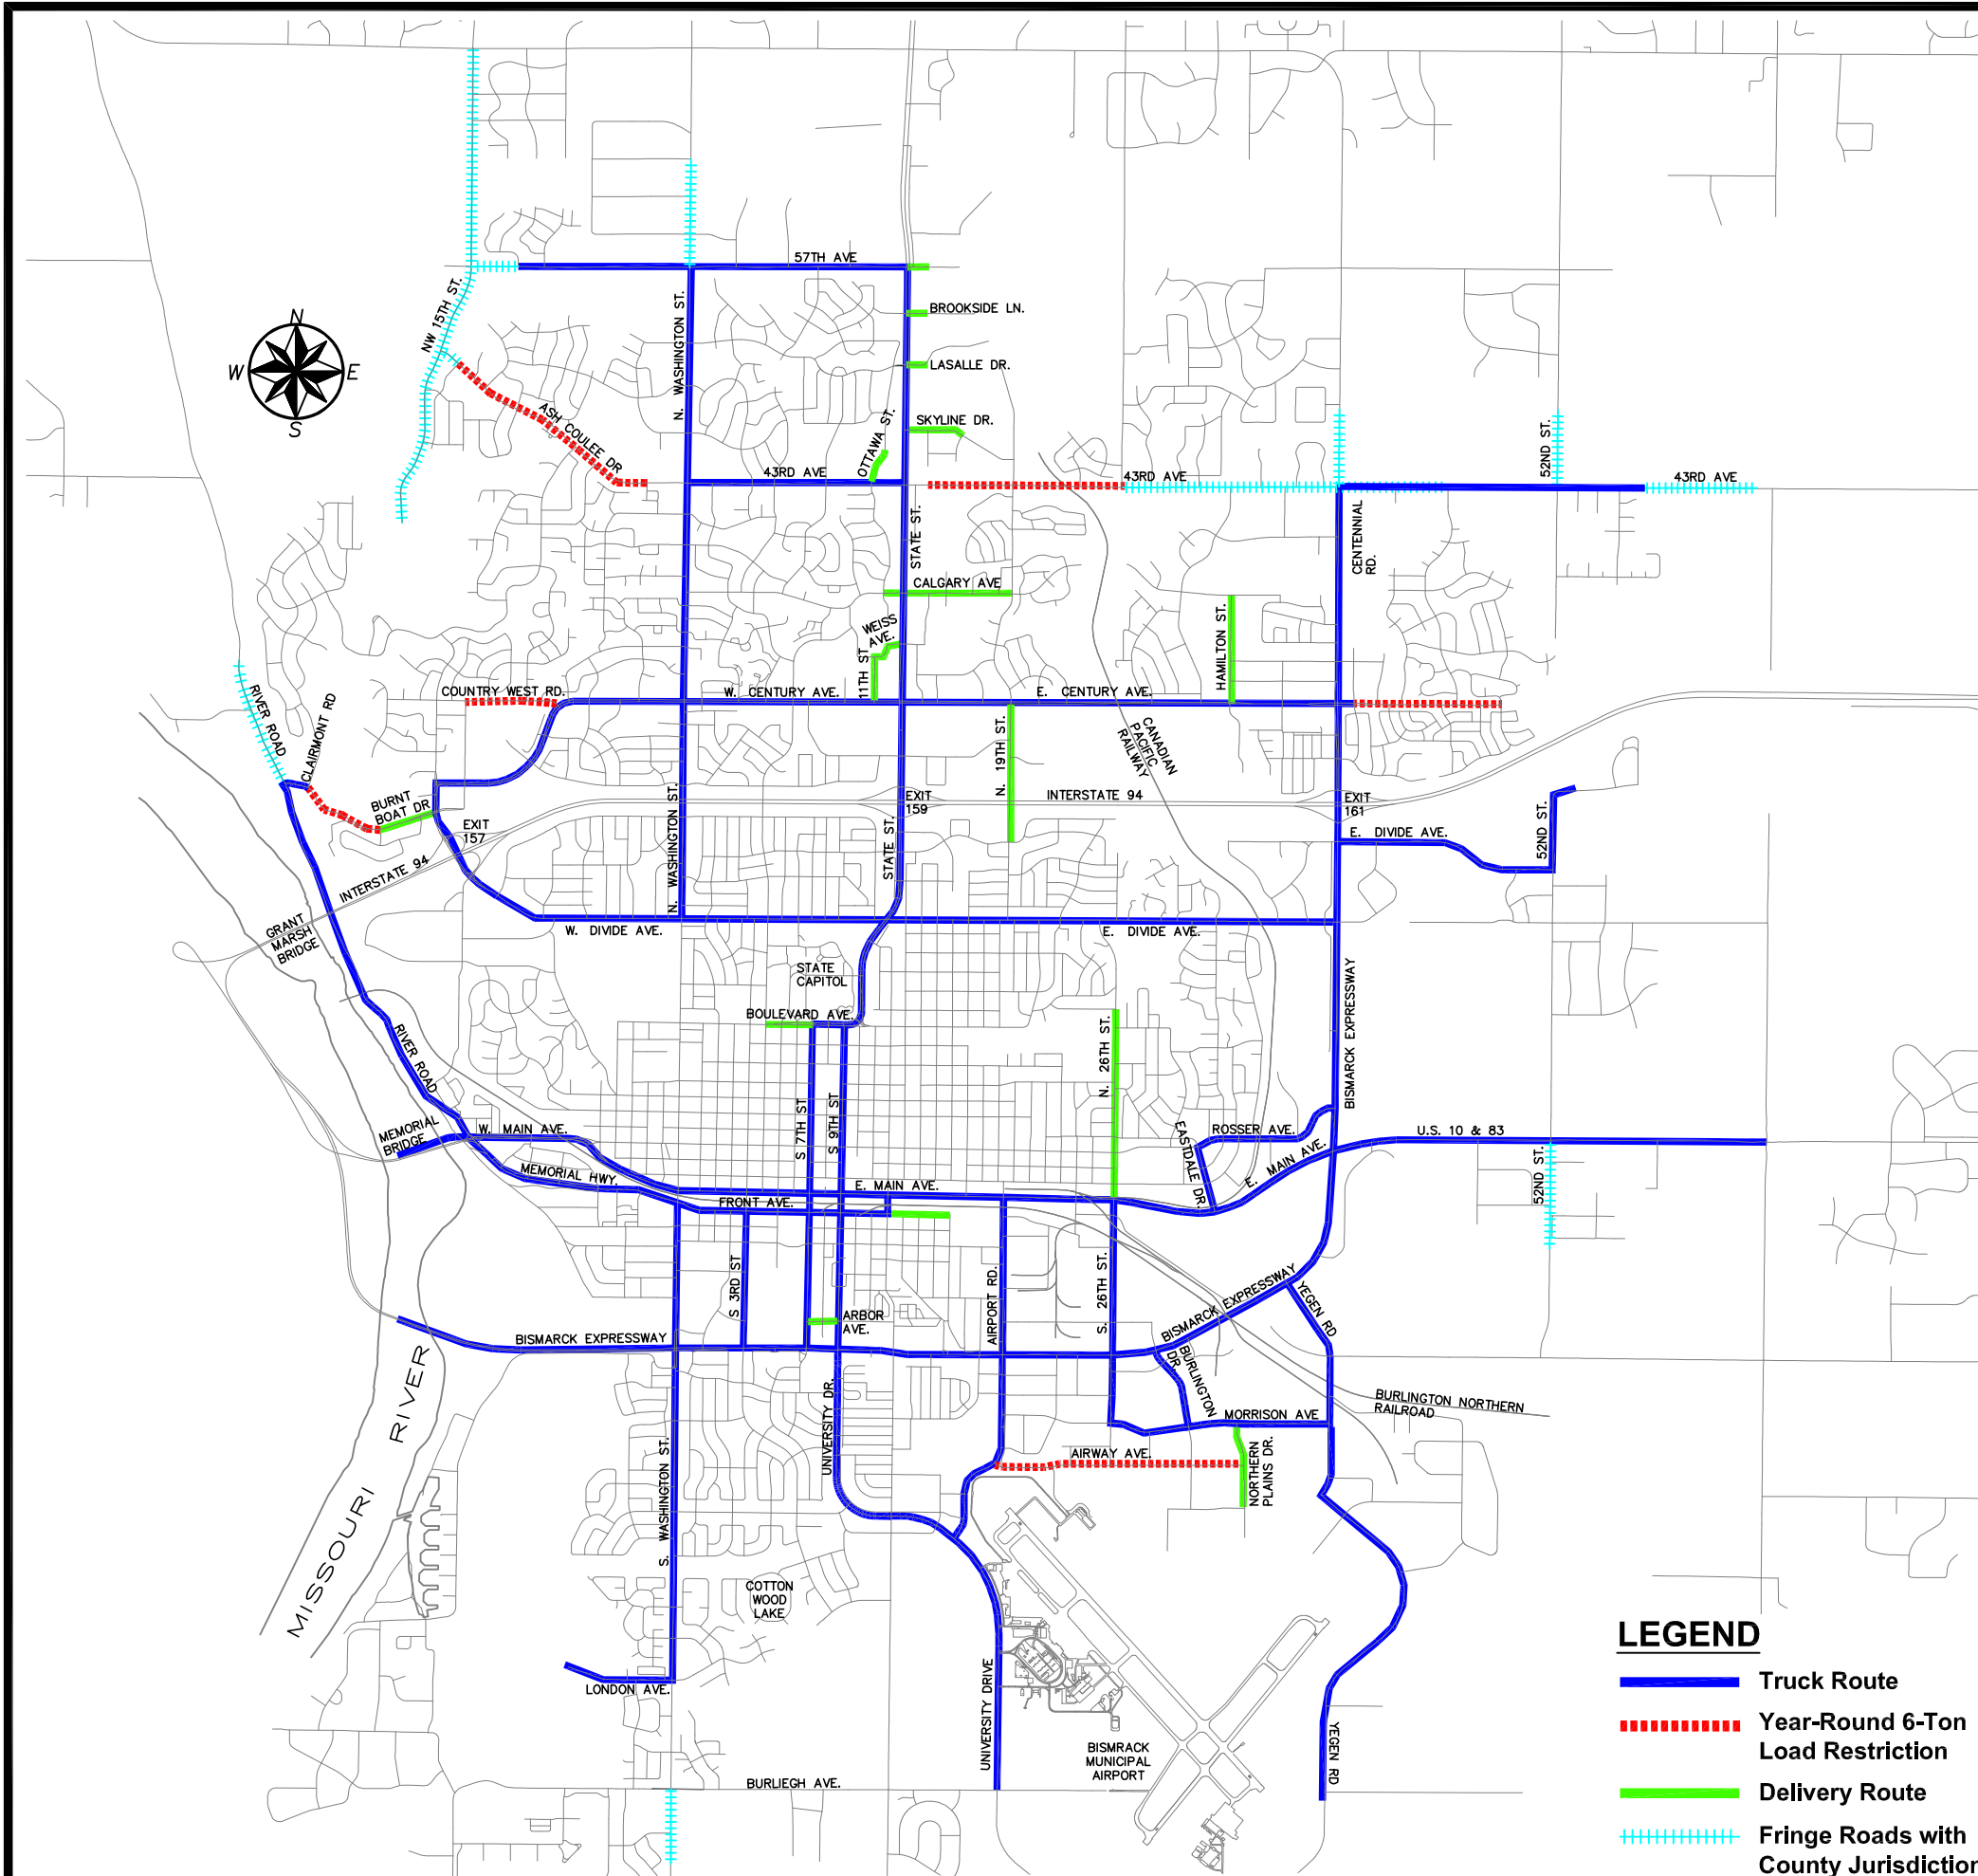 57TH AVE
NW 15TH ST.
N. WASHINGTON ST.
BROOKSIDE LN.
LASALLE DR.
SKYLINE DR.
OTTAWA ST.
ASH COULEE DR
43RD AVE
43RD AVE
52ND ST.
43RD AVE
N
W
E
S
STATE ST.
CENTENNIAL
RD.
CALGARY AVE
WEISS
AVE.
11TH ST
HAMILTON ST.
COUNTRY WEST RD.
W. CENTURY AVE.
E. CENTURY AVE.
RIVER ROAD
CLAIRMONT RD
BURNT
BOAT DR
N. 19TH ST.
CANADIAN
PACIFIC
RAILWAY
EXIT
157
EXIT
159
INTERSTATE 94
EXIT
161
N. WASHINGTON ST.
STATE ST.
E. DIVIDE AVE.
52ND ST.
INTERSTATE 94
GRANT
MARSH
BRIDGE
W. DIVIDE AVE.
E. DIVIDE AVE.
STATE
CAPITOL
BOULEVARD AVE.
N. 26TH ST.
BISMARCK EXPRESSWAY
RIVER ROAD
MEMORIAL
BRIDGE
W. MAIN AVE.
S 7TH ST
S 9TH ST
EASTDALE DR.
ROSSER AVE.
U.S. 10 & 83
E. MAIN AVE.
MEMORIAL HWY.
E. MAIN AVE.
FRONT AVE.
52ND ST.
S 3RD ST
ARBOR
AVE.
AIRPORT RD.
S. 26TH ST.
BISMARCK EXPRESSWAY
YEGEN RD
BISMARCK EXPRESSWAY
BURLINGTON
DR.
MISSOURI RIVER
UNIVERSITY DR.
MORRISON AVE
BURLINGTON NORTHERN
RAILROAD
AIRWAY AVE.
NORTHERN
PLAINS DR.
S. WASHINGTON ST.
COTTON
WOOD
LAKE
LONDON AVE.
UNIVERSITY DRIVE
BISMRACK
MUNICIPAL
AIRPORT
YEGEN RD
BURLIEGH AVE.
LEGEND
Truck Route
Year-Round 6-Ton
Load Restriction
Delivery Route
Fringe Roads with
County Jurisdiction